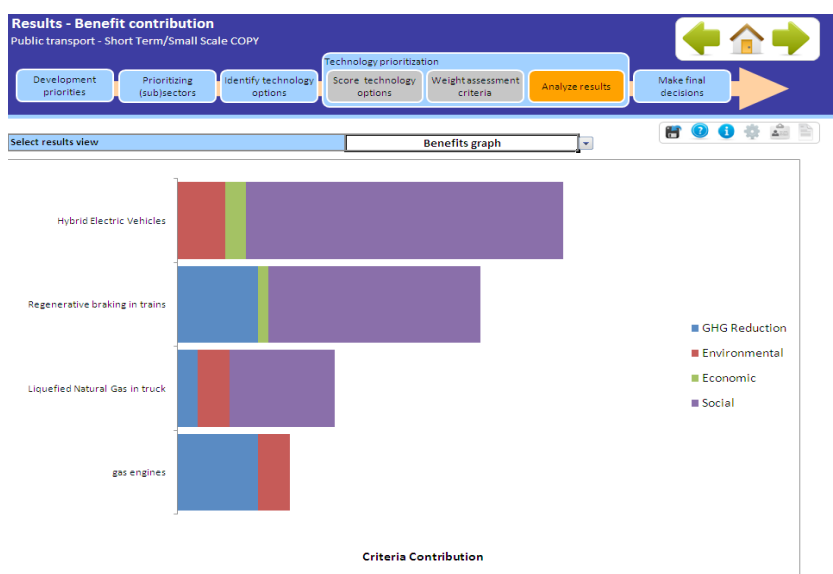 Results - Benefit contribution
Public transport - Short Term/Small Scale COPY
Technology prioritization
Development
priorities
Prioritizing
(sub)sectors
Identify technology
options
Score technology
options
Weight assessment
criteria
Analyze results
Make final
decisions
Select results view
Benefits graph
Hybrid Electric Vehicles
Regenerative braking in trains
Liquefied Natural Gas in truck
gas engines
GHG Reduction
Environmental
Economic
Social
Criteria Contribution